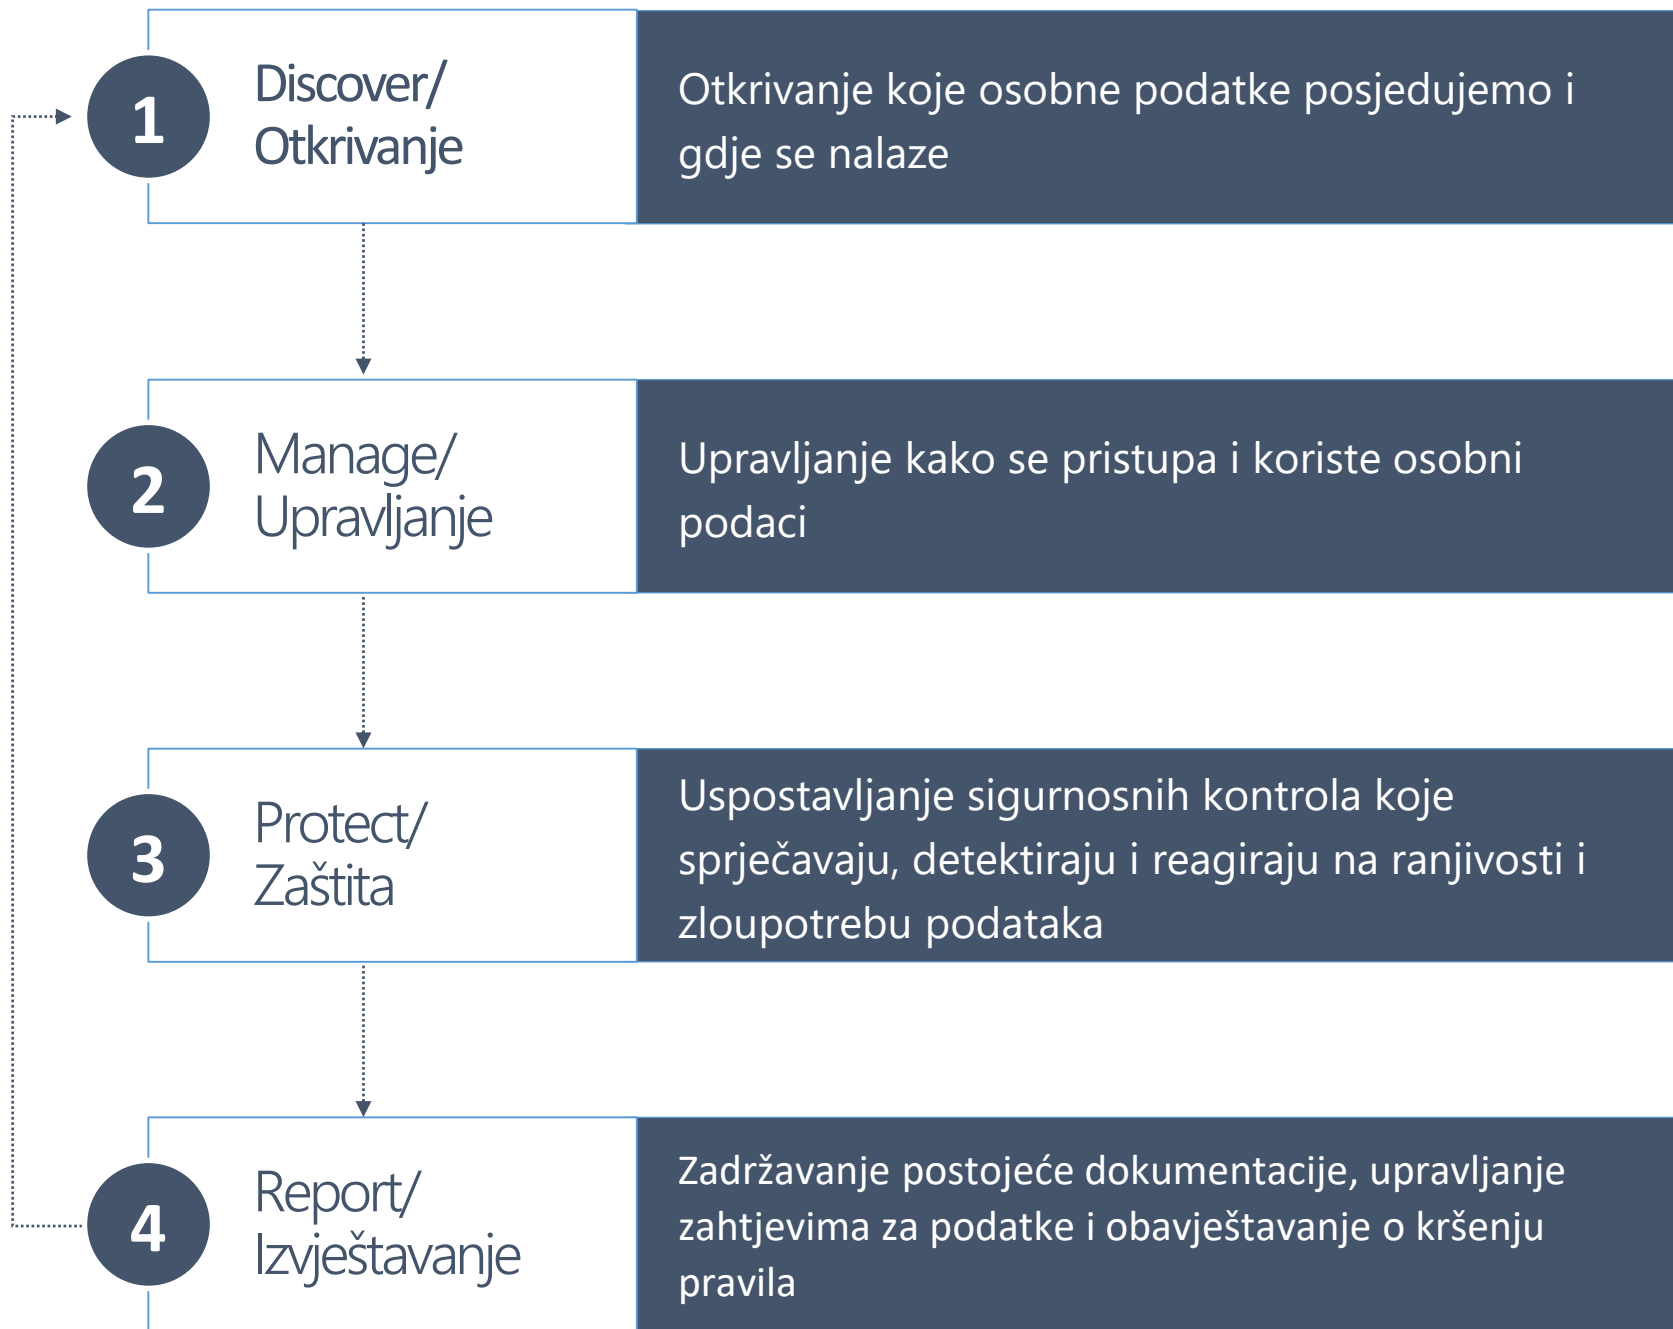 1
Discover/
Otkrivanje
Otkrivanje koje osobne podatke posjedujemo i
gdje se nalaze
2
Manage/
Upravljanje
Upravljanje kako se pristupa i koriste osobni
podaci
3
Protect/
Zaštita
Uspostavljanje sigurnosnih kontrola koje
sprječavaju, detektiraju i reagiraju na ranjivosti i
zloupotrebu podataka
4
Report/
Izvještavanje
Zadržavanje postojeće dokumentacije, upravljanje
zahtjevima za podatke i obavještavanje o kršenju
pravila